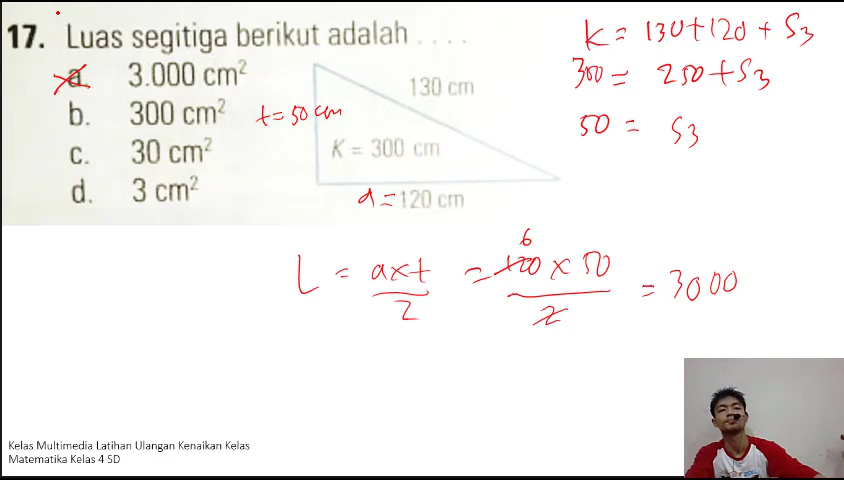 17. Luas segitiga berikut adalah . . . .
a. 3.000 cm²
b. 300 cm²
c. 30 cm²
d. 3 cm²
130 cm
t = 50 cm
K = 300 cm
a = 120 cm
K = 130 + 120 + S3
300 = 250 + S3
50 = S3
L = a x t / 2 = 120 x 50 / 2 = 3000
6
Kelas Multimedia Latihan Ulangan Kenaikan Kelas
Matematika Kelas 4 SD